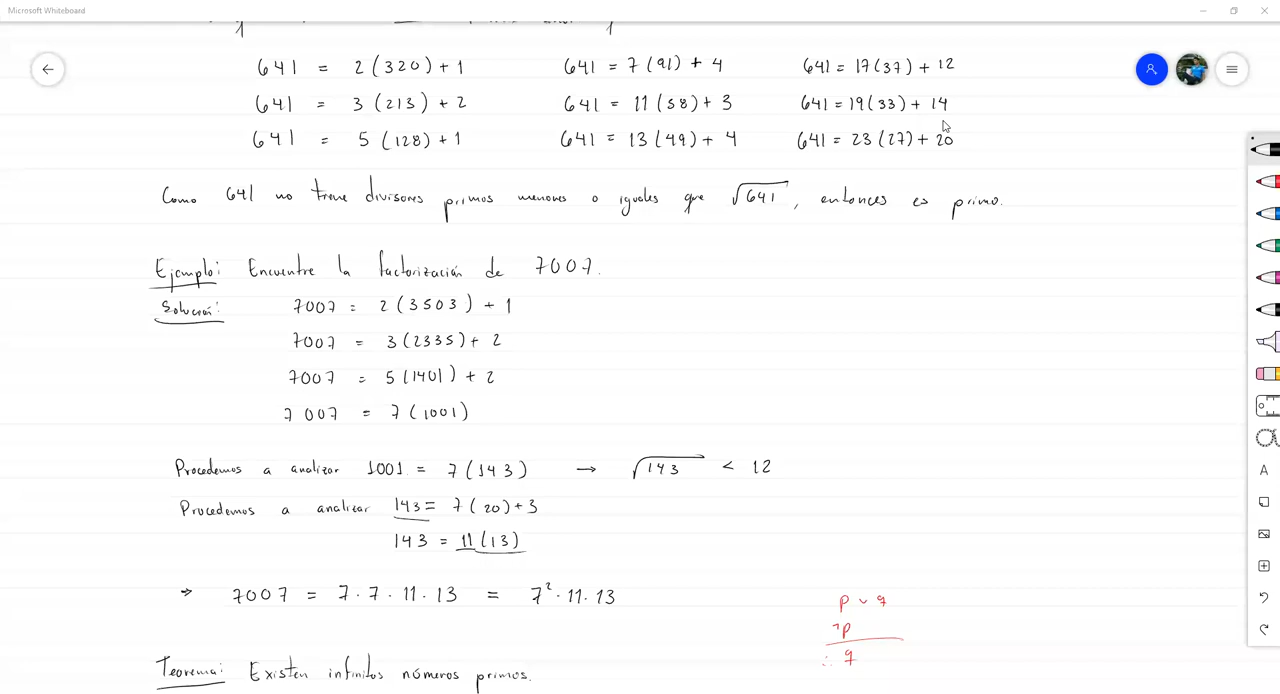 Microsoft Whiteboard
641 = 2(320)+1
641 = 7(91)+4
641 = 17(37)+12
641 = 3(213)+2
641 = 11(58)+3
641 = 19(33)+14
641 = 5(128)+1
641 = 13(49)+4
641 = 23(27)+20
Como 641 no tiene divisores primos menores o iguales que √641, entonces es primo.
Ejemplo: Encuentre la factorización de 7007.
Solución: 7007 = 2(3503)+1
7007 = 3(2335)+2
7007 = 5(1401)+2
7007 = 7(1001)
Procedemos a analizar 1001 = 7(143) → √143 < 12
Procedemos a analizar 143 = 7(20)+3
143 = 11(13)
⇒ 7007 = 7·7·11·13 = 7²·11·13
p ∨ q
¬p
∴ q
Teorema: Existen infinitos números primos.
A